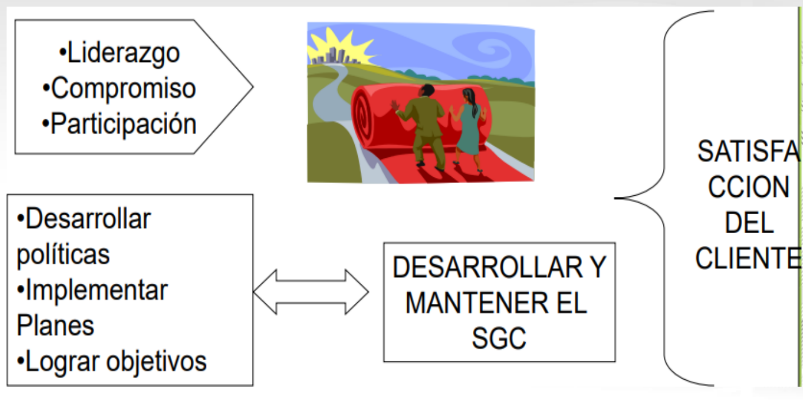 •Liderazgo
•Compromiso
•Participación
•Desarrollar
políticas
•Implementar
Planes
•Lograr objetivos
DESARROLLAR Y
MANTENER EL
SGC
SATISFA
CCION
DEL
CLIENTE